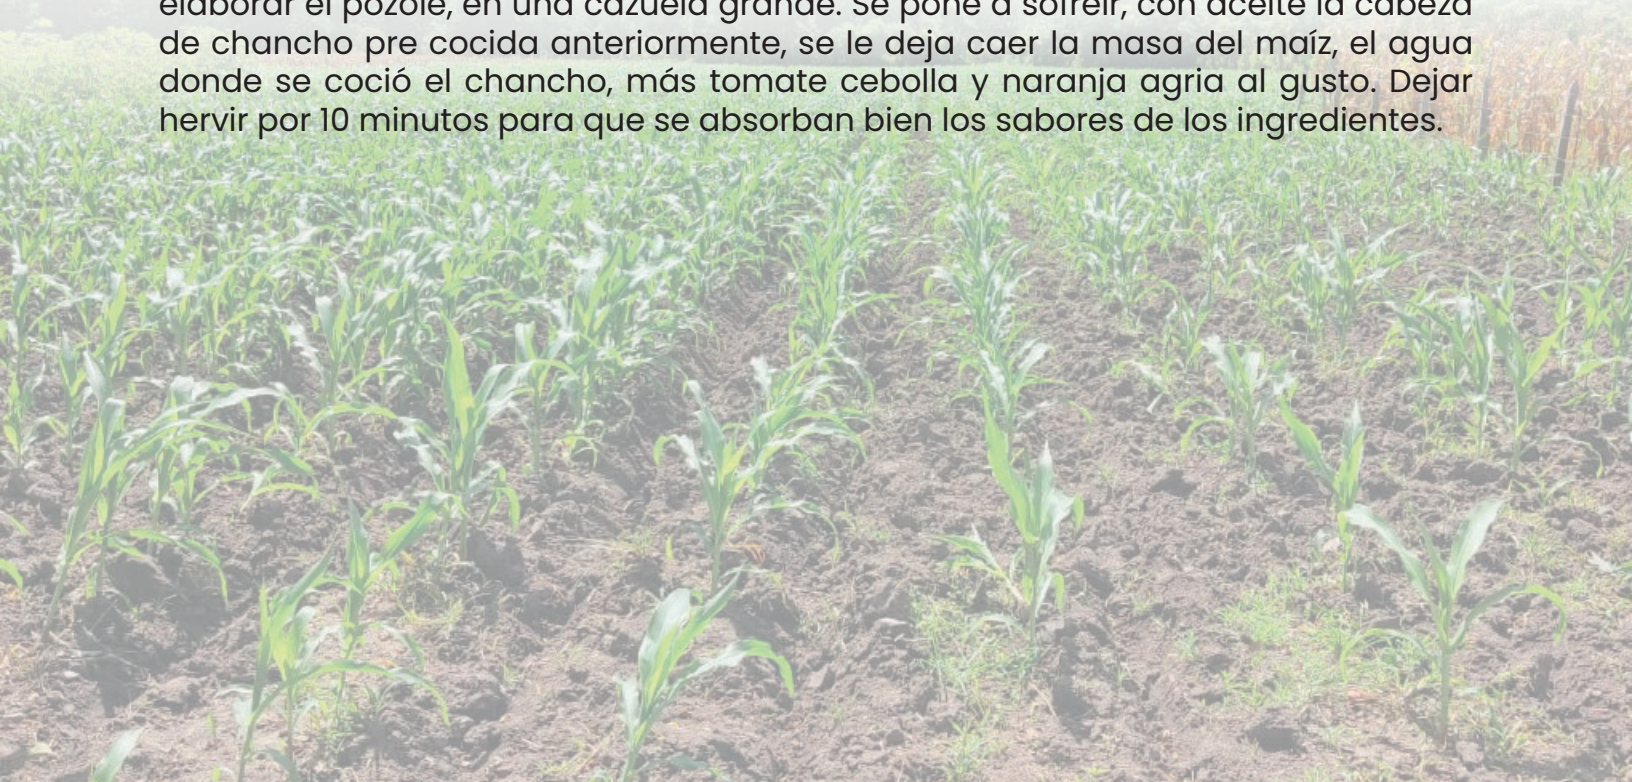 elaborar el pozole, en una cazuela grande. Se pone a sofreír, con aceite la cabeza
de chancho pre cocida anteriormente, se le deja caer la masa del maíz, el agua
donde se coció el chancho, más tomate cebolla y naranja agria al gusto. Dejar
hervir por 10 minutos para que se absorban bien los sabores de los ingredientes.